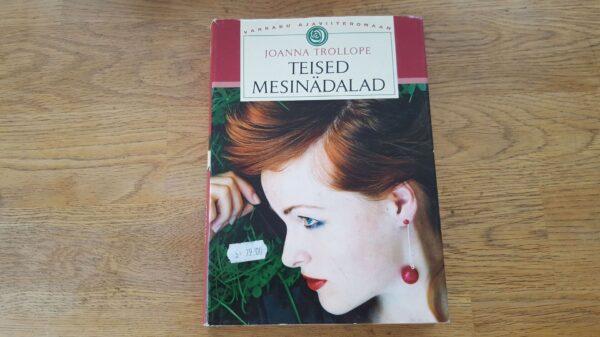 VARRAKU AJAVIITEROMAAN
JOANNA TROLLOPE
TEISED
MESINÄDALAD